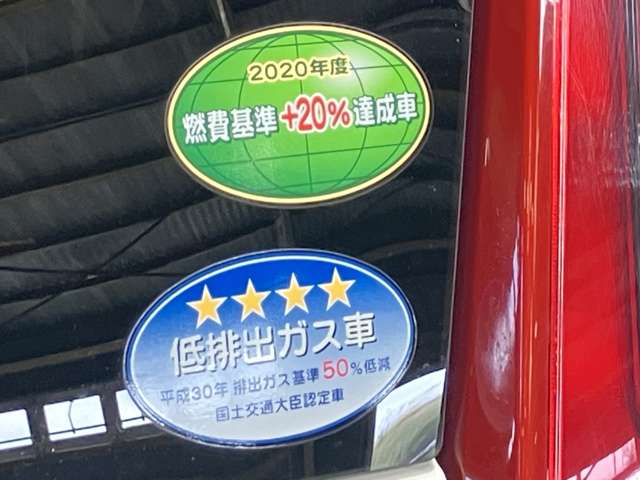 2020年度
燃費基準+20%達成車
低排出ガス車
平成30年 排出ガス基準50%低減
国土交通大臣認定車